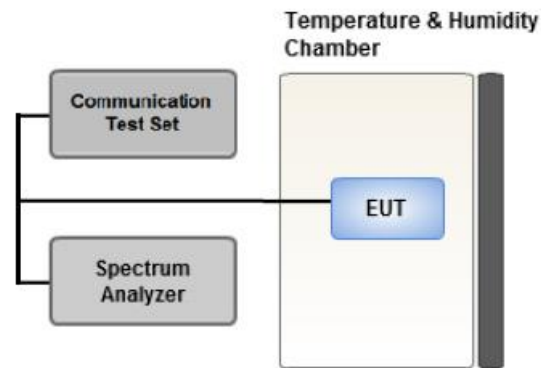 Temperature & Humidity
Chamber
Communication
Test Set
EUT
Spectrum
Analyzer